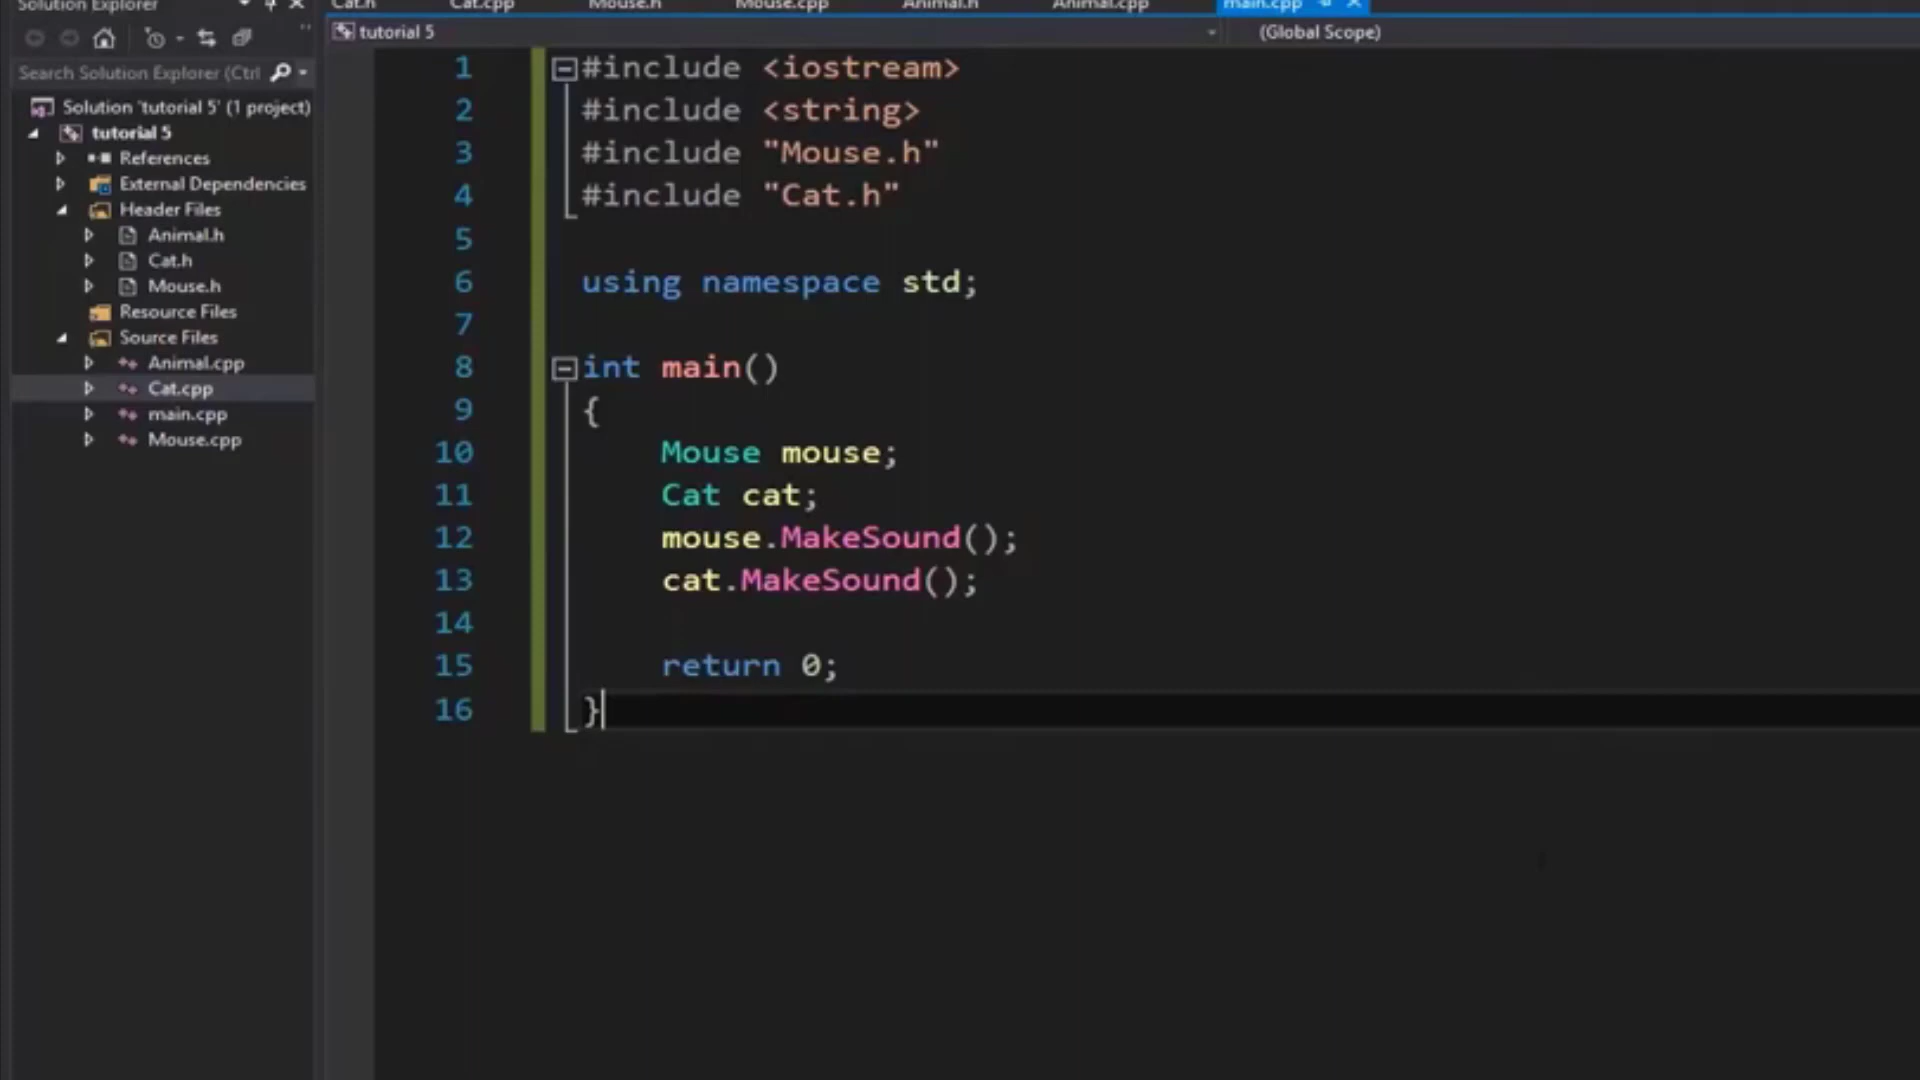 Solution Explorer
Cat.h Cat.cpp Mouse.h Mouse.cpp Animal.h Animal.cpp main.cpp
tutorial 5 (Global Scope)
Search Solution Explorer (Ctrl
Solution 'tutorial 5' (1 project)
tutorial 5
References
External Dependencies
Header Files
Animal.h
Cat.h
Mouse.h
Resource Files
Source Files
Animal.cpp
Cat.cpp
main.cpp
Mouse.cpp
1 #include <iostream>
2 #include <string>
3 #include "Mouse.h"
4 #include "Cat.h"
5
6 using namespace std;
7
8 int main()
9 {
10 Mouse mouse;
11 Cat cat;
12 mouse.MakeSound();
13 cat.MakeSound();
14
15 return 0;
16 }